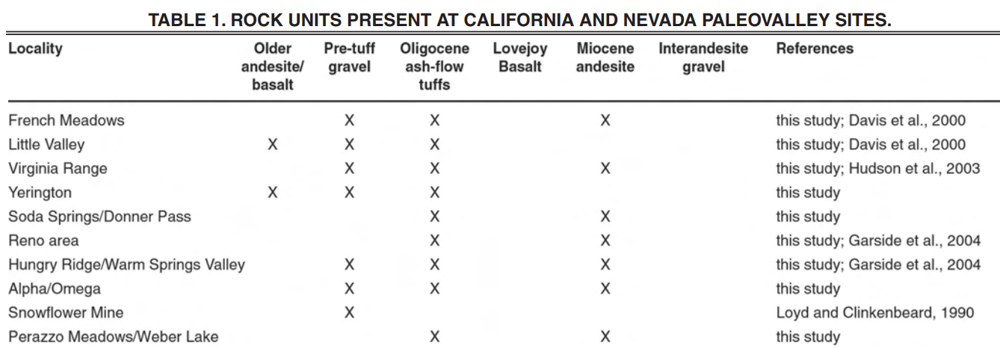 TABLE 1. ROCK UNITS PRESENT AT CALIFORNIA AND NEVADA PALEOVALLEY SITES.
Locality Older andesite/ basalt Pre-tuff gravel Oligocene ash-flow tuffs Lovejoy Basalt Miocene andesite Interandesite gravel References
French Meadows X X X this study; Davis et al., 2000
Little Valley X X X this study; Davis et al., 2000
Virginia Range X X X this study; Hudson et al., 2003
Yerington X X X this study
Soda Springs/Donner Pass X X this study
Reno area X X this study; Garside et al., 2004
Hungry Ridge/Warm Springs Valley X X X this study; Garside et al., 2004
Alpha/Omega X X X this study
Snowflower Mine X Loyd and Clinkenbeard, 1990
Perazzo Meadows/Weber Lake X X this study